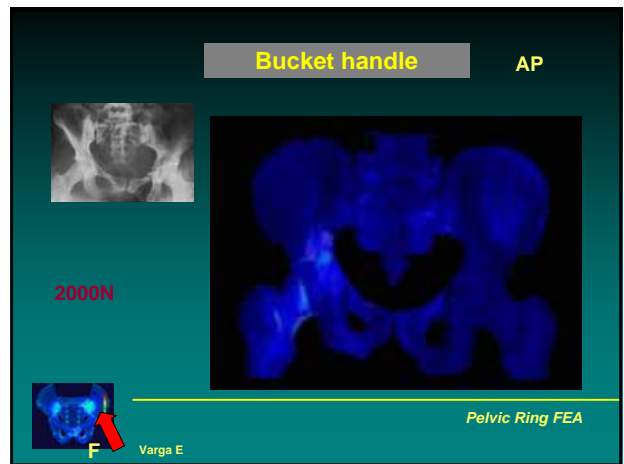 Bucket handle
AP
2000N
Pelvic Ring FEA
F
Varga E